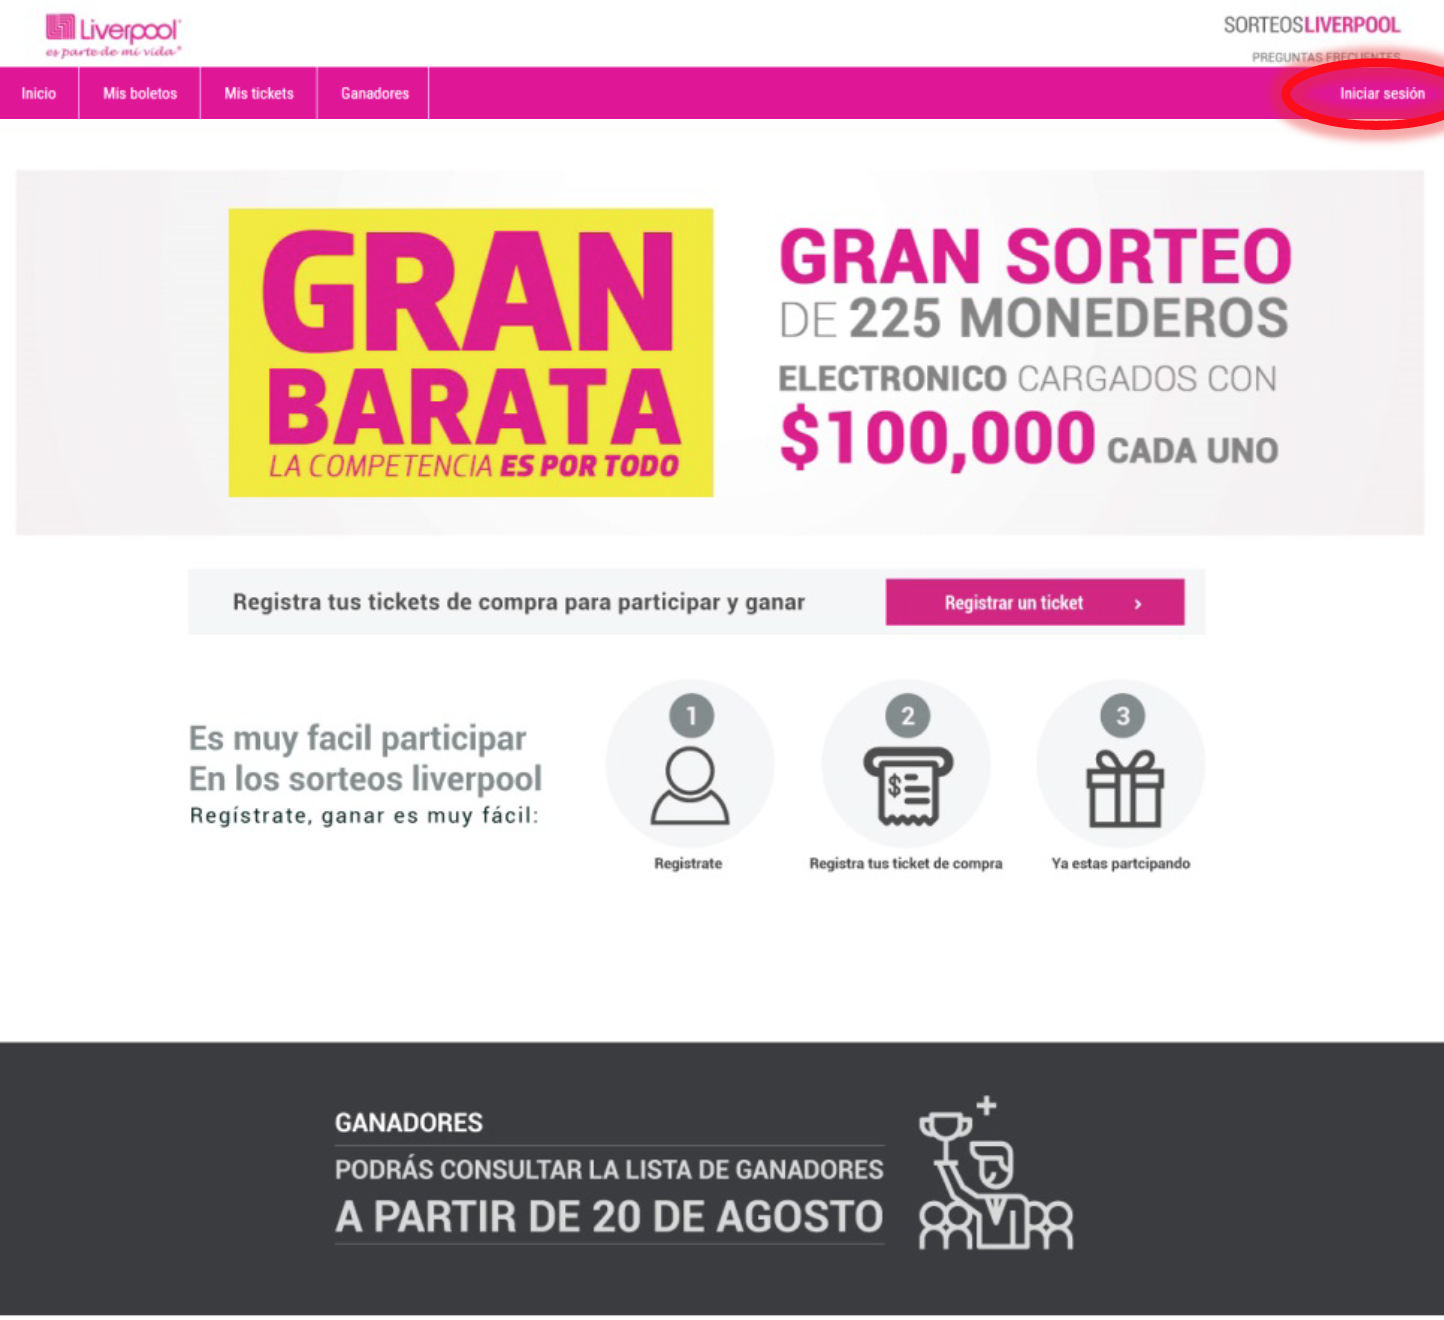 Liverpool
es parte de mi vida
SORTEOSLIVERPOOL
PREGUNTAS FRECUENTES
Inicio
Mis boletos
Mis tickets
Ganadores
Iniciar sesión
GRAN
BARATA
LA COMPETENCIA ES POR TODO
GRAN SORTEO
DE 225 MONEDEROS
ELECTRONICO CARGADOS CON
$100,000 CADA UNO
Registra tus tickets de compra para participar y ganar
Registrar un ticket >
Es muy facil participar
En los sorteos liverpool
Regístrate, ganar es muy fácil:
1
Registrate
2
$
Registra tus ticket de compra
3
Ya estas partcipando
GANADORES
PODRÁS CONSULTAR LA LISTA DE GANADORES
A PARTIR DE 20 DE AGOSTO